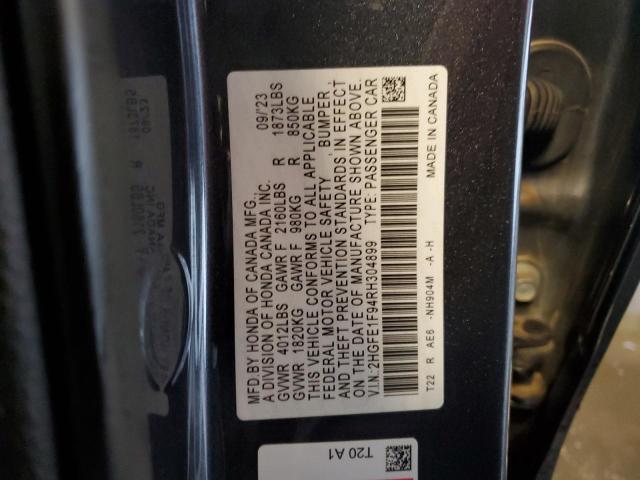 MFD.BY HONDA OF CANADA MFG., 09/'23
A DIVISION OF HONDA CANADA INC.
GVWR 4012LBS GAWR F 2160LBS R 1873LBS
GVWR 1820KG GAWR F 980KG R 850KG
THIS VEHICLE CONFORMS TO ALL APPLICABLE
FEDERAL MOTOR VEHICLE SAFETY , BUMPER ,
AND THEFT PREVENTION STANDARDS IN EFFECT
ON THE DATE OF MANUFACTURE SHOWN ABOVE.
V.I.N.:2HGFE1F94RH304899 TYPE: PASSENGER CAR
T22 R AE6 -NH904M -A -H MADE IN CANADA
T20 A1